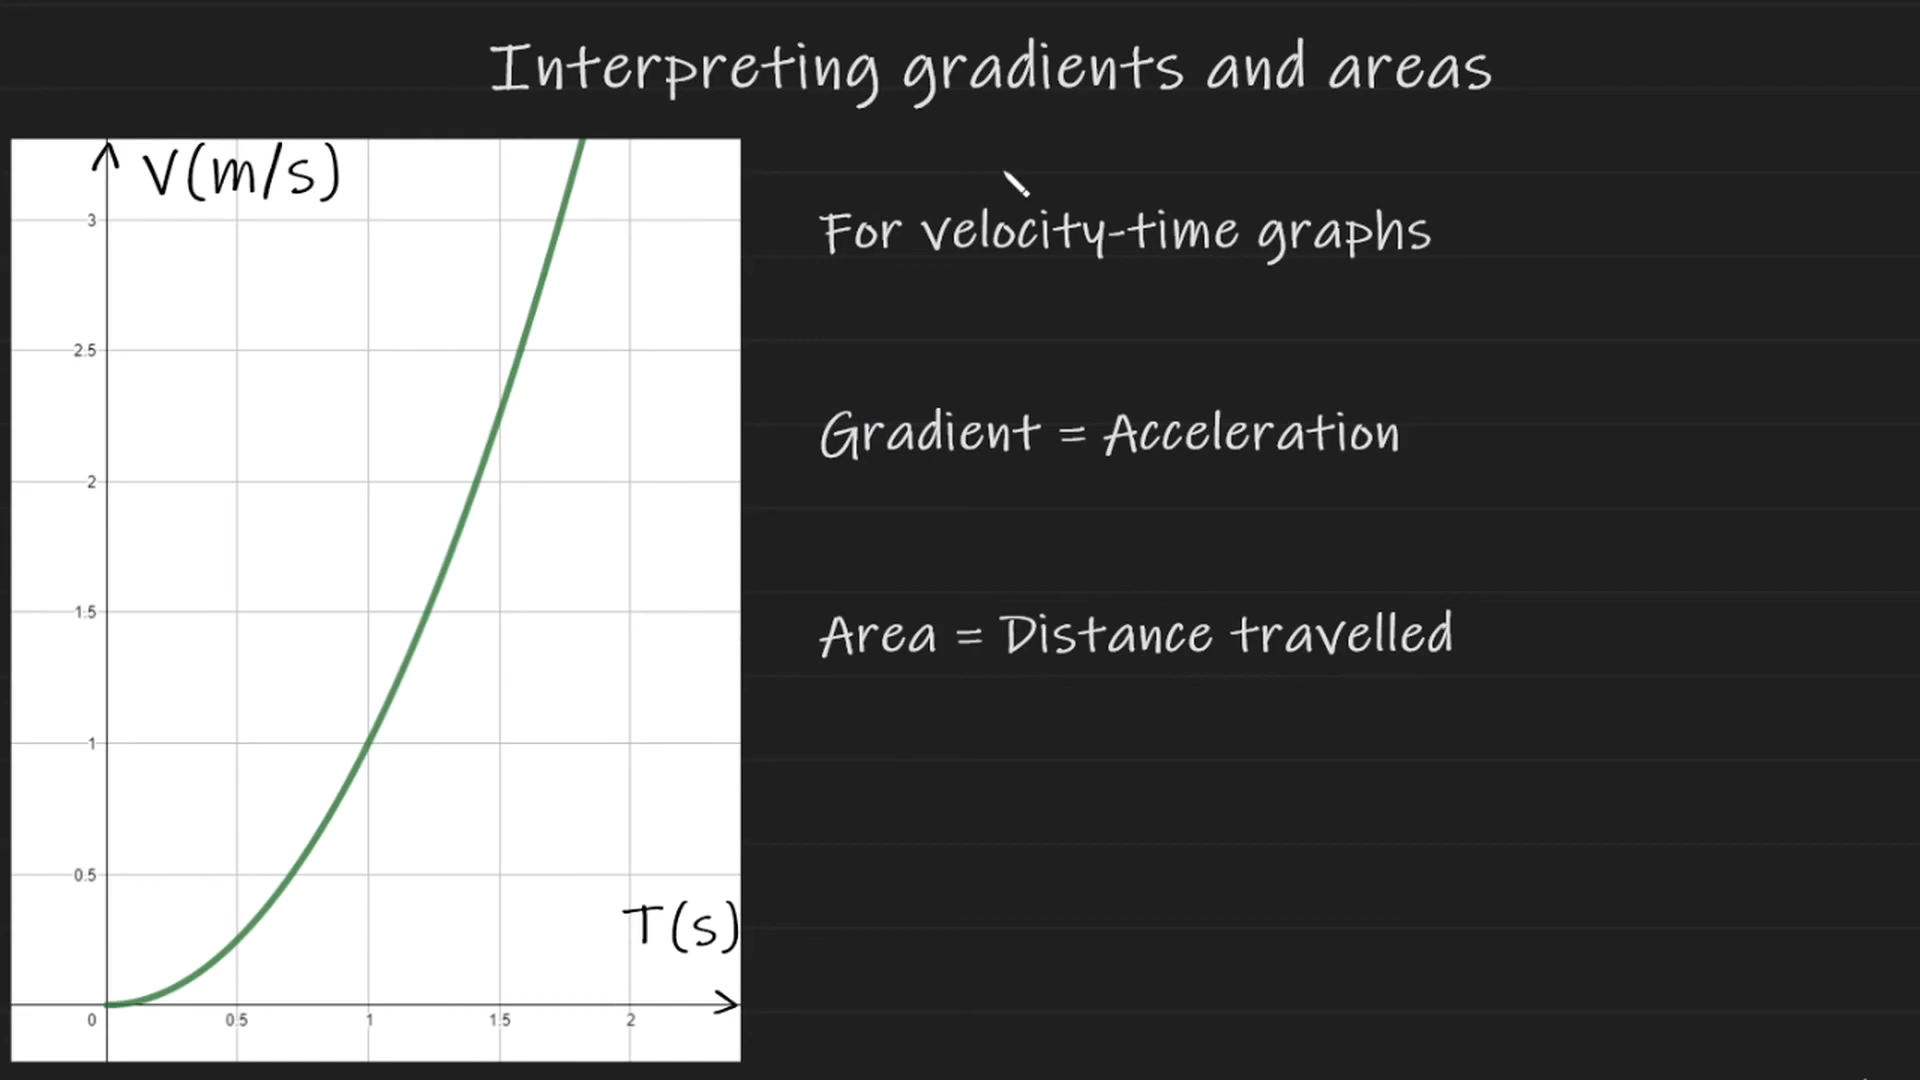 Interpreting gradients and areas
V(m/s)
3
For velocity-time graphs
2.5
Gradient = Acceleration
2
1.5
Area = Distance travelled
1
0.5
T(s)
0 0.5 1 1.5 2